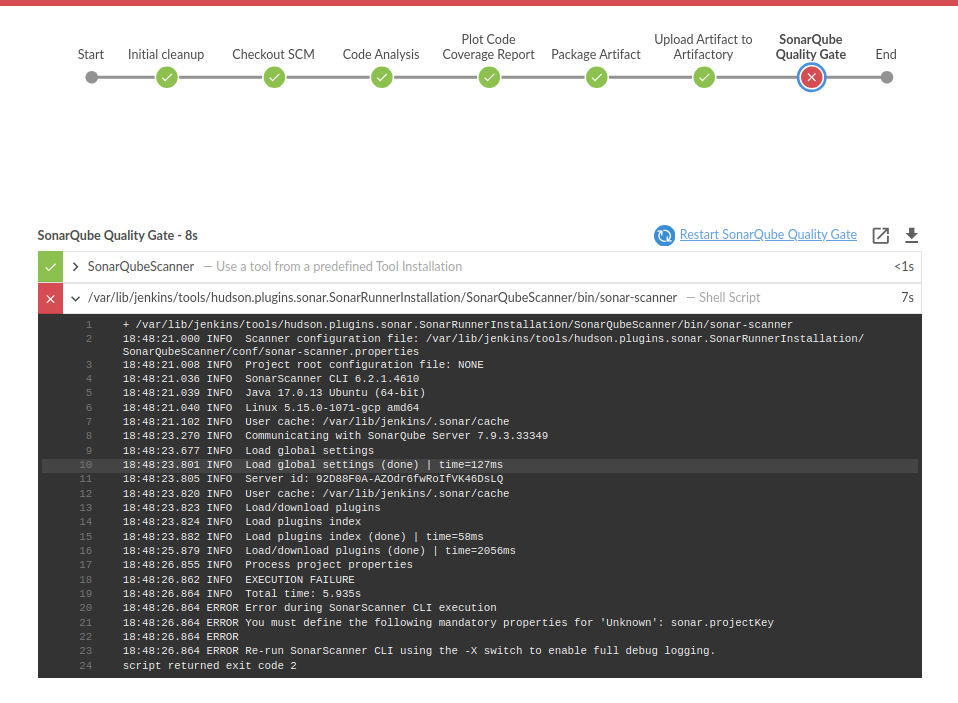 Start
Initial cleanup
Checkout SCM
Code Analysis
Plot Code
Coverage Report
Package Artifact
Upload Artifact to
Artifactory
SonarQube
Quality Gate
End
SonarQube Quality Gate - 8s
Restart SonarQube Quality Gate
SonarQubeScanner — Use a tool from a predefined Tool Installation <1s
/var/lib/jenkins/tools/hudson.plugins.sonar.SonarRunnerInstallation/SonarQubeScanner/bin/sonar-scanner — Shell Script 7s
1 + /var/lib/jenkins/tools/hudson.plugins.sonar.SonarRunnerInstallation/SonarQubeScanner/bin/sonar-scanner
2 18:48:21.000 INFO Scanner configuration file: /var/lib/jenkins/tools/hudson.plugins.sonar.SonarRunnerInstallation/
SonarQubeScanner/conf/sonar-scanner.properties
3 18:48:21.008 INFO Project root configuration file: NONE
4 18:48:21.036 INFO SonarScanner CLI 6.2.1.4610
5 18:48:21.039 INFO Java 17.0.13 Ubuntu (64-bit)
6 18:48:21.040 INFO Linux 5.15.0-1071-gcp amd64
7 18:48:21.102 INFO User cache: /var/lib/jenkins/.sonar/cache
8 18:48:23.270 INFO Communicating with SonarQube Server 7.9.3.33349
9 18:48:23.677 INFO Load global settings
10 18:48:23.801 INFO Load global settings (done) | time=127ms
11 18:48:23.805 INFO Server id: 92D88F0A-AZOdr6fwRoIfVK46DsLQ
12 18:48:23.820 INFO User cache: /var/lib/jenkins/.sonar/cache
13 18:48:23.823 INFO Load/download plugins
14 18:48:23.824 INFO Load plugins index
15 18:48:23.882 INFO Load plugins index (done) | time=58ms
16 18:48:25.879 INFO Load/download plugins (done) | time=2056ms
17 18:48:26.855 INFO Process project properties
18 18:48:26.862 INFO EXECUTION FAILURE
19 18:48:26.864 INFO Total time: 5.935s
20 18:48:26.864 ERROR Error during SonarScanner CLI execution
21 18:48:26.864 ERROR You must define the following mandatory properties for 'Unknown': sonar.projectKey
22 18:48:26.864 ERROR
23 18:48:26.864 ERROR Re-run SonarScanner CLI using the -X switch to enable full debug logging.
24 script returned exit code 2